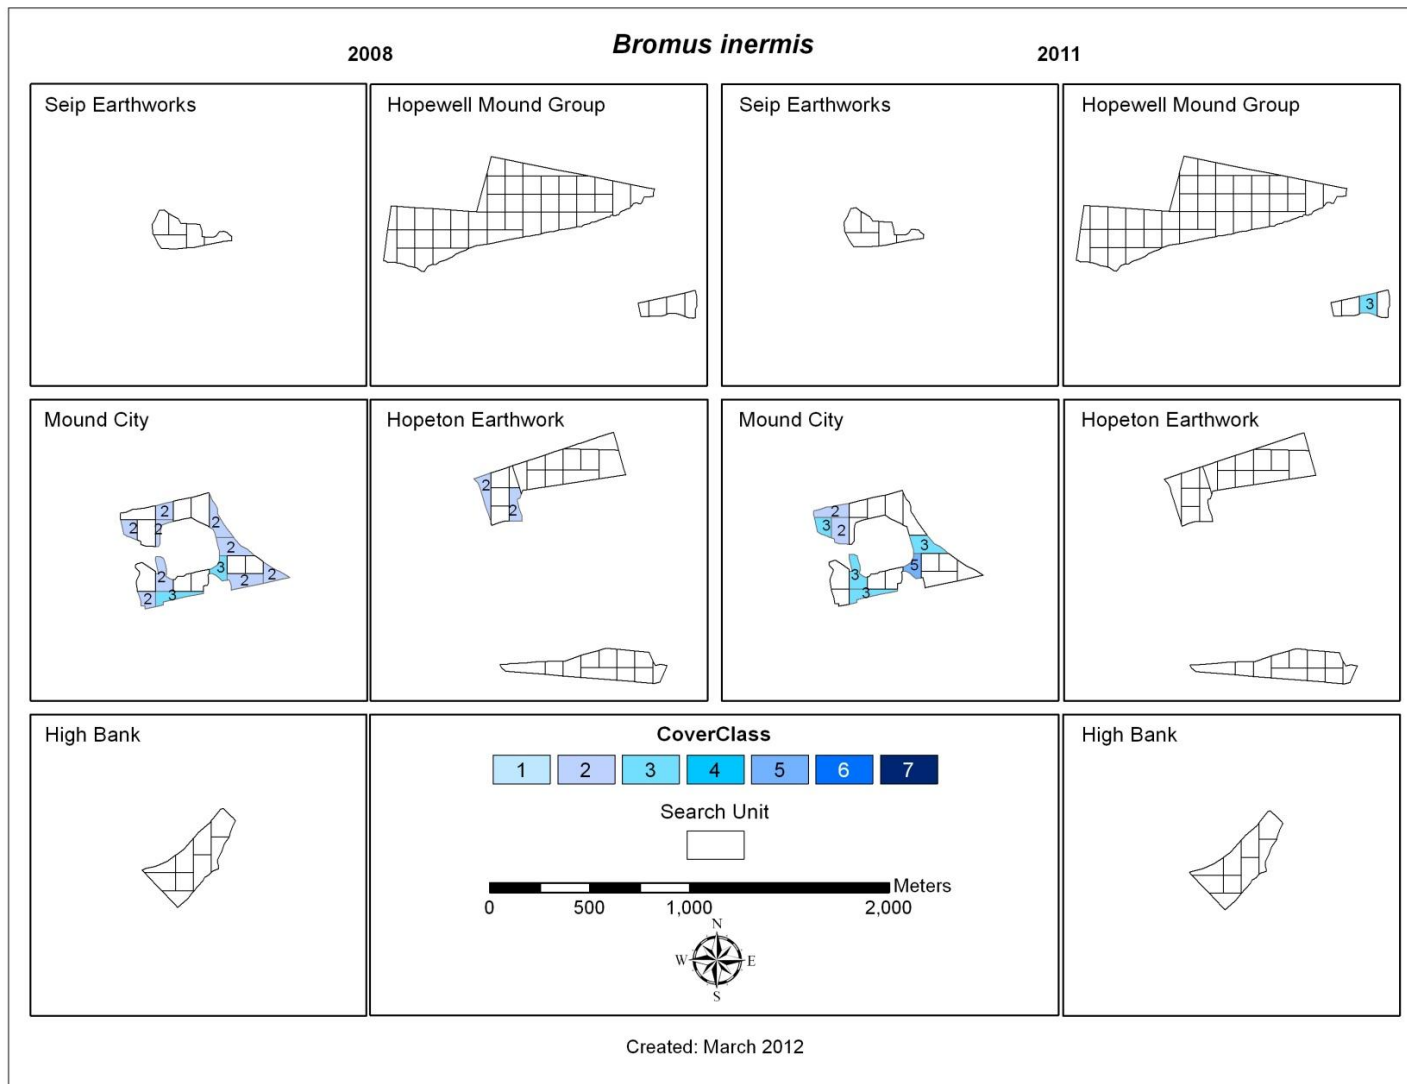 Bromus inermis
2008
2011
Seip Earthworks
Hopewell Mound Group
Seip Earthworks
Hopewell Mound Group
3
Mound City
2
2
2
2
2
2
3
2
2
2
3
Hopeton Earthwork
2
2
Mound City
2
3
2
3
5
3
3
Hopeton Earthwork
High Bank
CoverClass
1 2 3 4 5 6 7
Search Unit
Meters
0 500 1,000 2,000
N
W E
S
High Bank
Created: March 2012